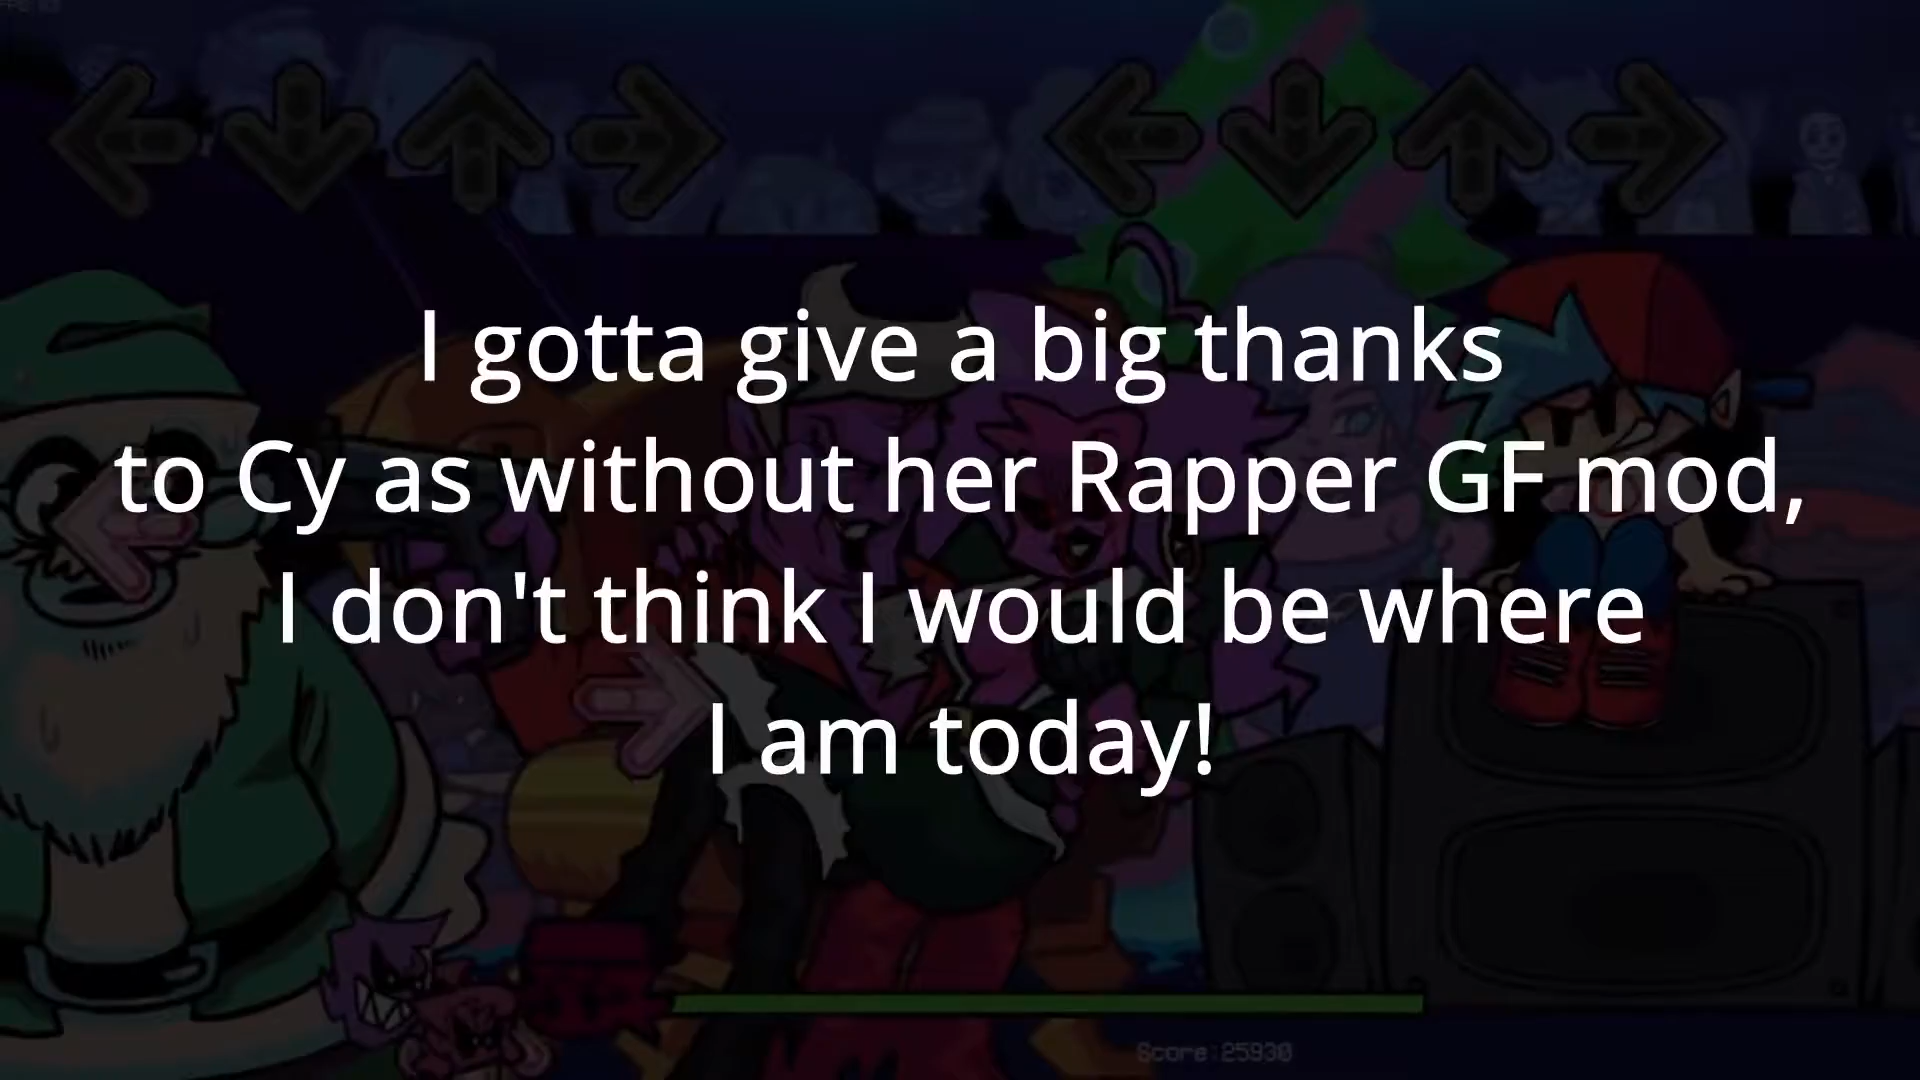 I gotta give a big thanks
to Cy as without her Rapper GF mod,
I don't think I would be where
I am today!
Score:25930